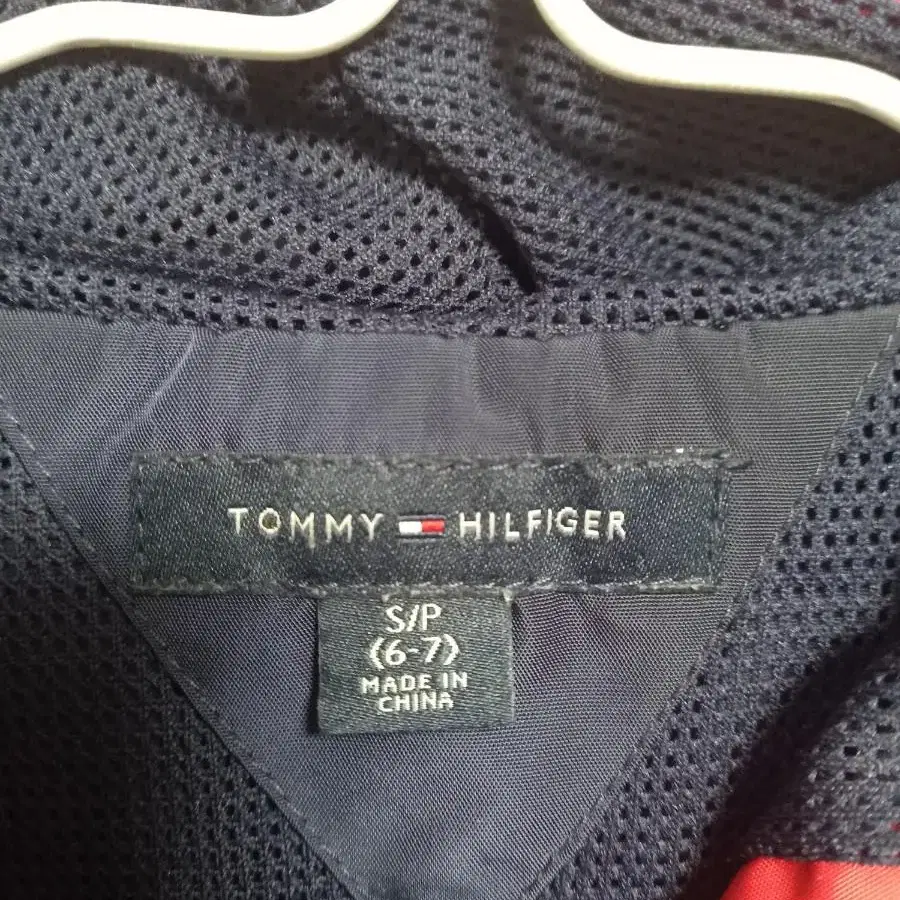 TOMMY HILFIGER
S/P
(6-7)
MADE IN
CHINA